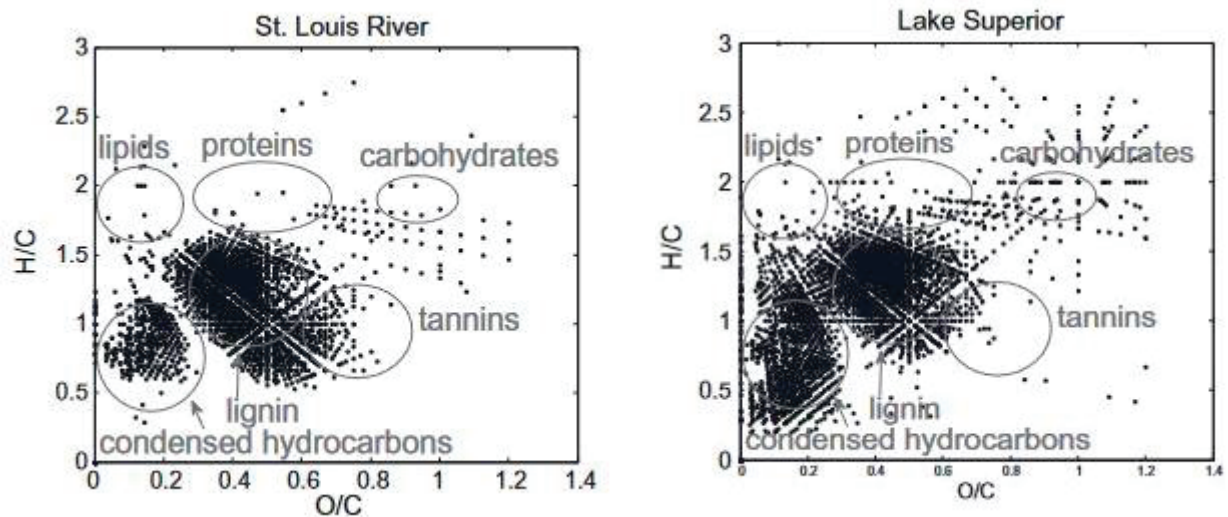 St. Louis River
3
2.5
2
1.5
1
0.5
0
H/C
lipids
proteins
carbohydrates
tannins
lignin
condensed hydrocarbons
0 0.2 0.4 0.6 0.8 1 1.2 1.4
O/C
Lake Superior
3
2.5
2
1.5
1
0.5
0
H/C
lipids
proteins
carbohydrates
tannins
lignin
condensed hydrocarbons
0 0.2 0.4 0.6 0.8 1 1.2 1.4
O/C